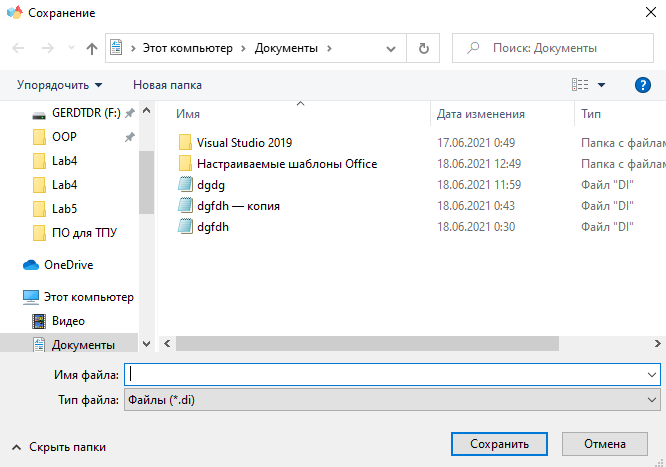 Сохранение
Этот компьютер Документы
Поиск: Документы
Упорядочить Новая папка
Имя Дата изменения Тип
GERDTDR (F:)
OOP
Lab4
Lab4
Lab5
ПО для ТПУ
OneDrive
Этот компьютер
Видео
Документы
Visual Studio 2019 17.06.2021 0:49 Папка с файлам
Настраиваемые шаблоны Office 18.06.2021 12:49 Папка с файлам
dgdg 18.06.2021 11:59 Файл "DI"
dgfdh — копия 18.06.2021 0:43 Файл "DI"
dgfdh 18.06.2021 0:30 Файл "DI"
Имя файла:
Тип файла: Файлы (*.di)
Скрыть папки
Сохранить Отмена